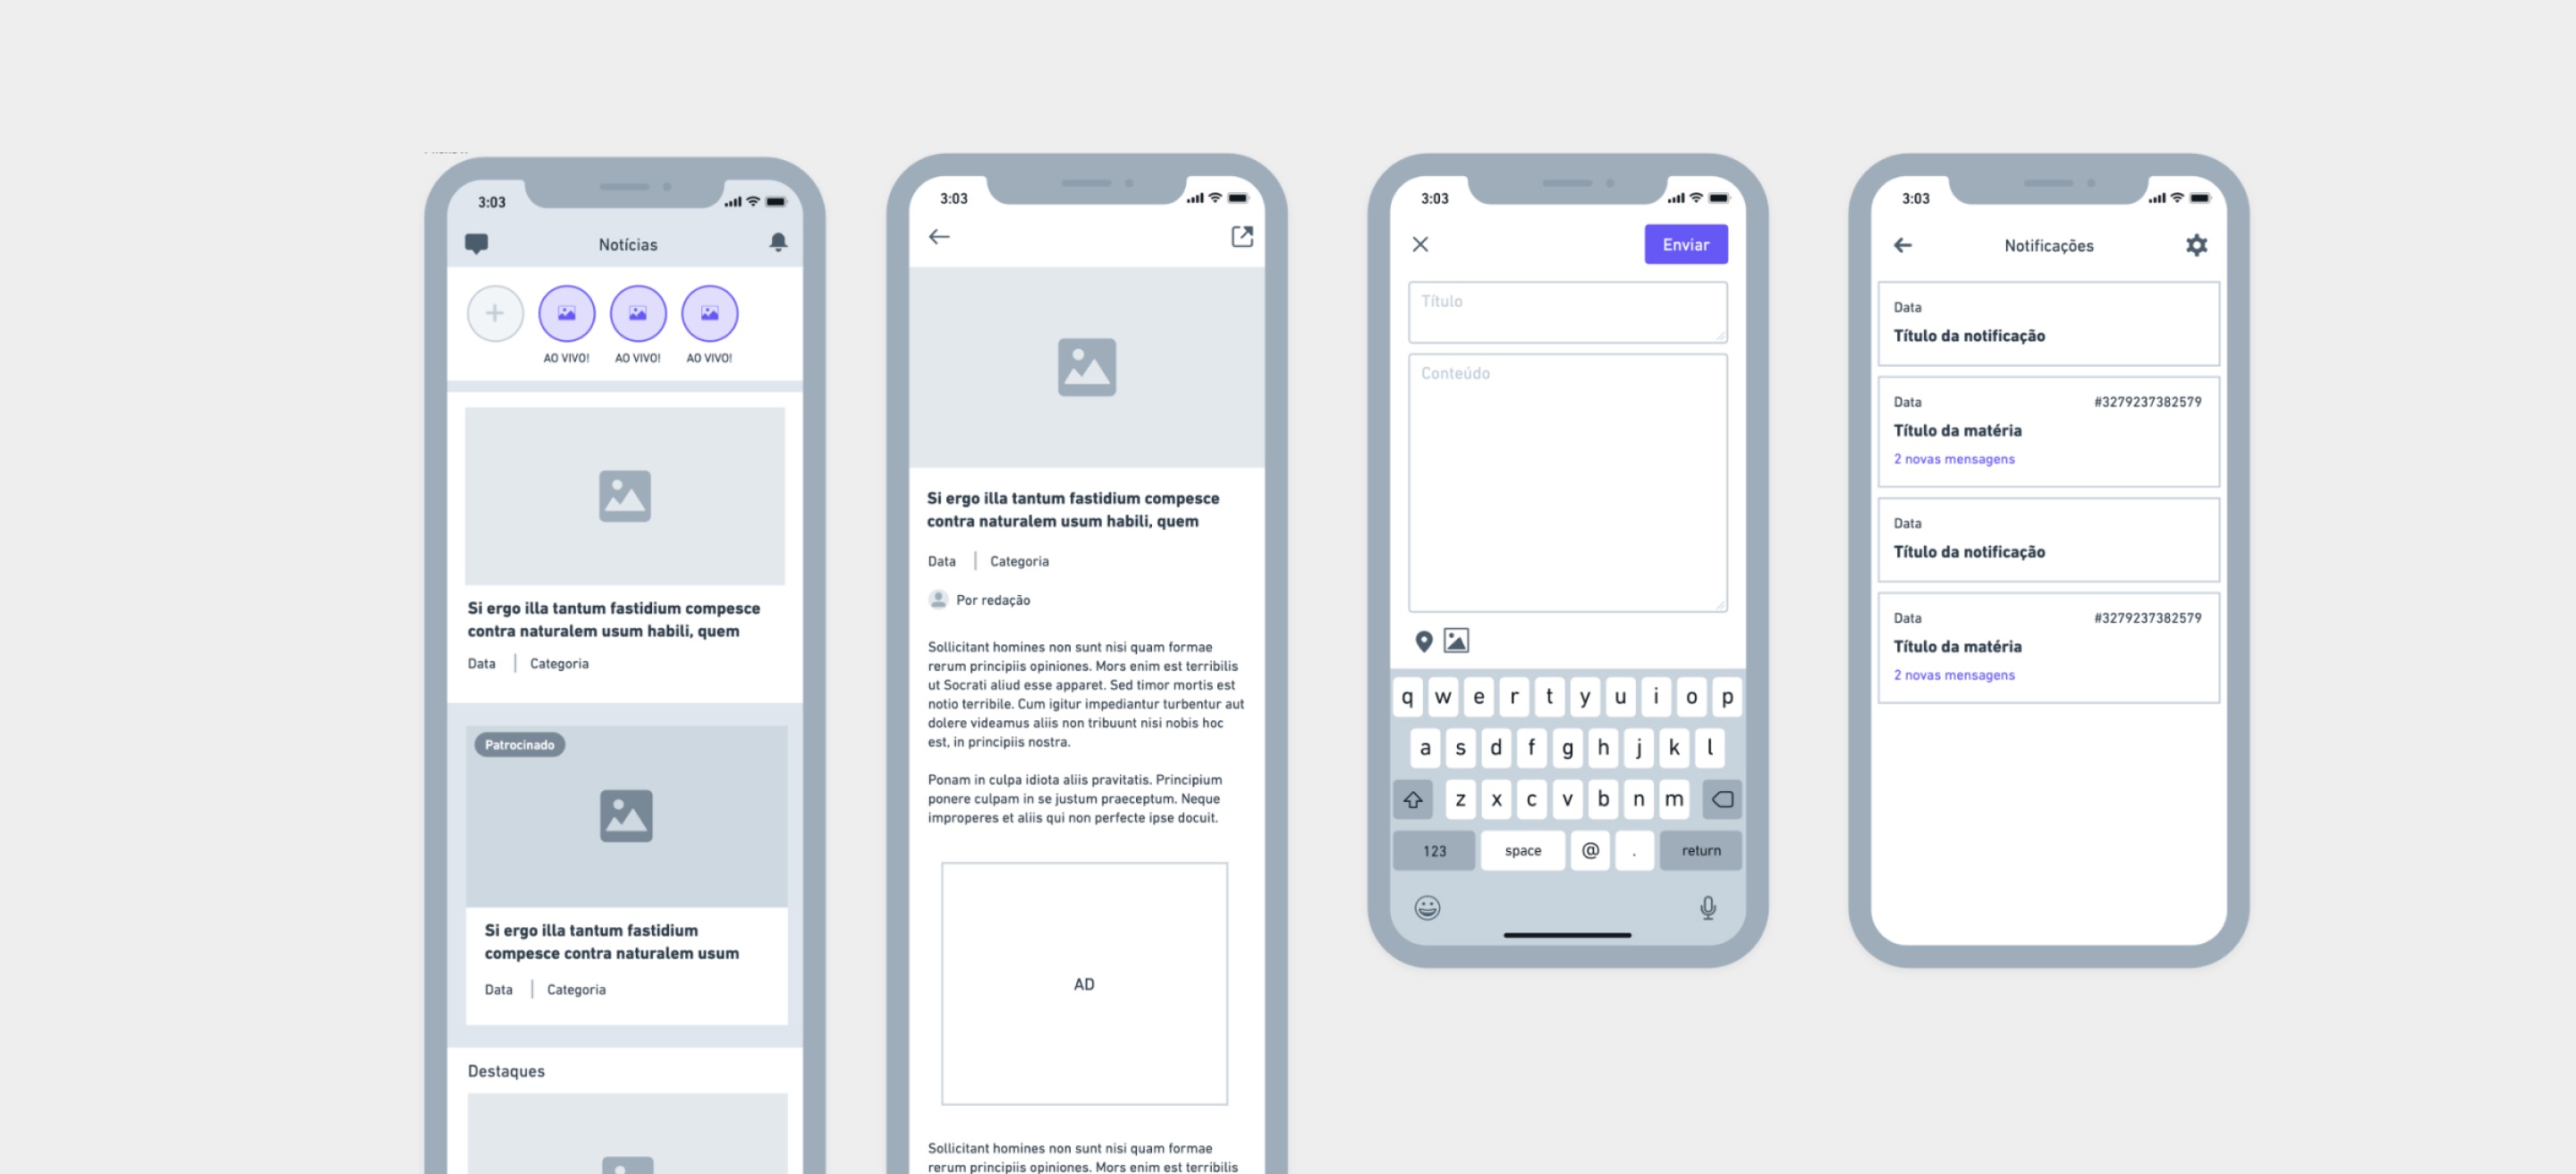 3:03
Notícias
AO VIVO! AO VIVO! AO VIVO!
Si ergo illa tantum fastidium compesce
contra naturalem usum habili, quem
Data | Categoria
Patrocinado
Si ergo illa tantum fastidium
compesce contra naturalem usum
Data | Categoria
Destaques
3:03
Si ergo illa tantum fastidium compesce
contra naturalem usum habili, quem
Data | Categoria
Por redação
Sollicitant homines non sunt nisi quam formae
rerum principiis opiniones. Mors enim est terribilis
ut Socrati aliud esse apparet. Sed timor mortis est
notio terribile. Cum igitur impediantur turbentur aut
dolere videamus aliis non tribuunt nisi nobis hoc
est, in principiis nostra.
Ponam in culpa idiota aliis pravitatis. Principium
ponere culpam in se justum praeceptum. Neque
improperes et aliis qui non perfecte ipse docuit.
AD
Sollicitant homines non sunt nisi quam formae
rerum principiis opiniones. Mors enim est terribilis
3:03
Enviar
Título
Conteúdo
q w e r t y u i o p
a s d f g h j k l
z x c v b n m
123 space @ . return
3:03
Notificações
Data
Título da notificação
Data #3279237382579
Título da matéria
2 novas mensagens
Data
Título da notificação
Data #3279237382579
Título da matéria
2 novas mensagens